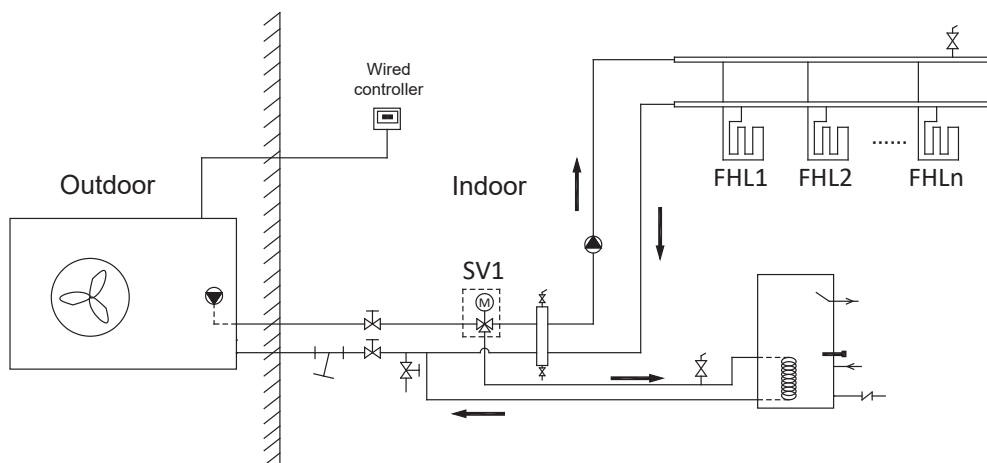 Wired
controller
Outdoor
Indoor
FHL1
FHL2
......
FHLn
SV1
M